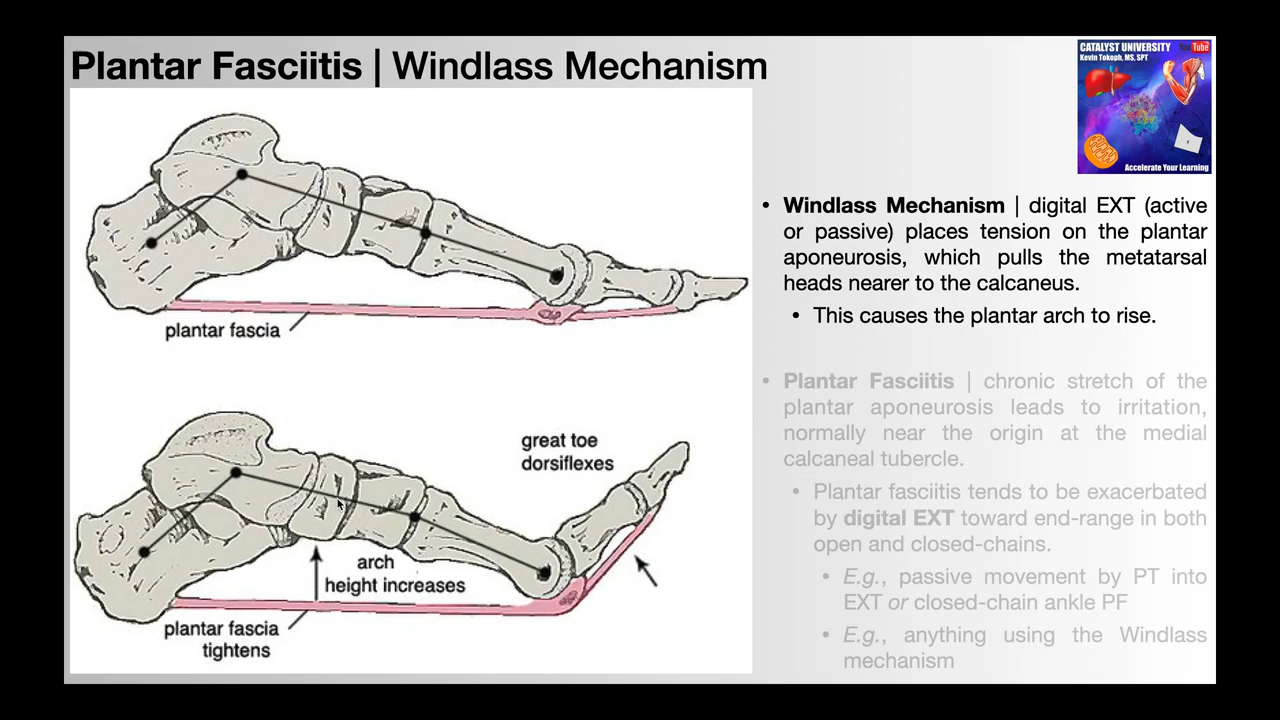 Plantar Fasciitis | Windlass Mechanism
CATALYST UNIVERSITY
You Tube
Kevin Tokoph, MS, SPT
Accelerate Your Learning
plantar fascia
great toe
dorsiflexes
arch
height increases
plantar fascia
tightens
• Windlass Mechanism | digital EXT (active
or passive) places tension on the plantar
aponeurosis, which pulls the metatarsal
heads nearer to the calcaneus.
• This causes the plantar arch to rise.
• Plantar Fasciitis | chronic stretch of the
plantar aponeurosis leads to irritation,
normally near the origin at the medial
calcaneal tubercle.
• Plantar fasciitis tends to be exacerbated
by digital EXT toward end-range in both
open and closed-chains.
• E.g., passive movement by PT into
EXT or closed-chain ankle PF
• E.g., anything using the Windlass
mechanism